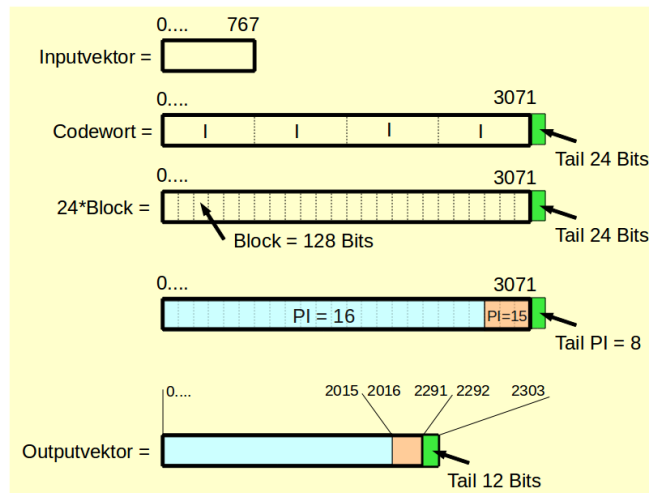 0.... 767
Inputvektor =
0.... 3071
Codewort = I I I I
Tail 24 Bits
0.... 3071
24*Block =
Block = 128 Bits
Tail 24 Bits
0.... 3071
PI = 16 PI=15
Tail PI = 8
0.... 2015 2016 2291 2292 2303
Outputvektor =
Tail 12 Bits